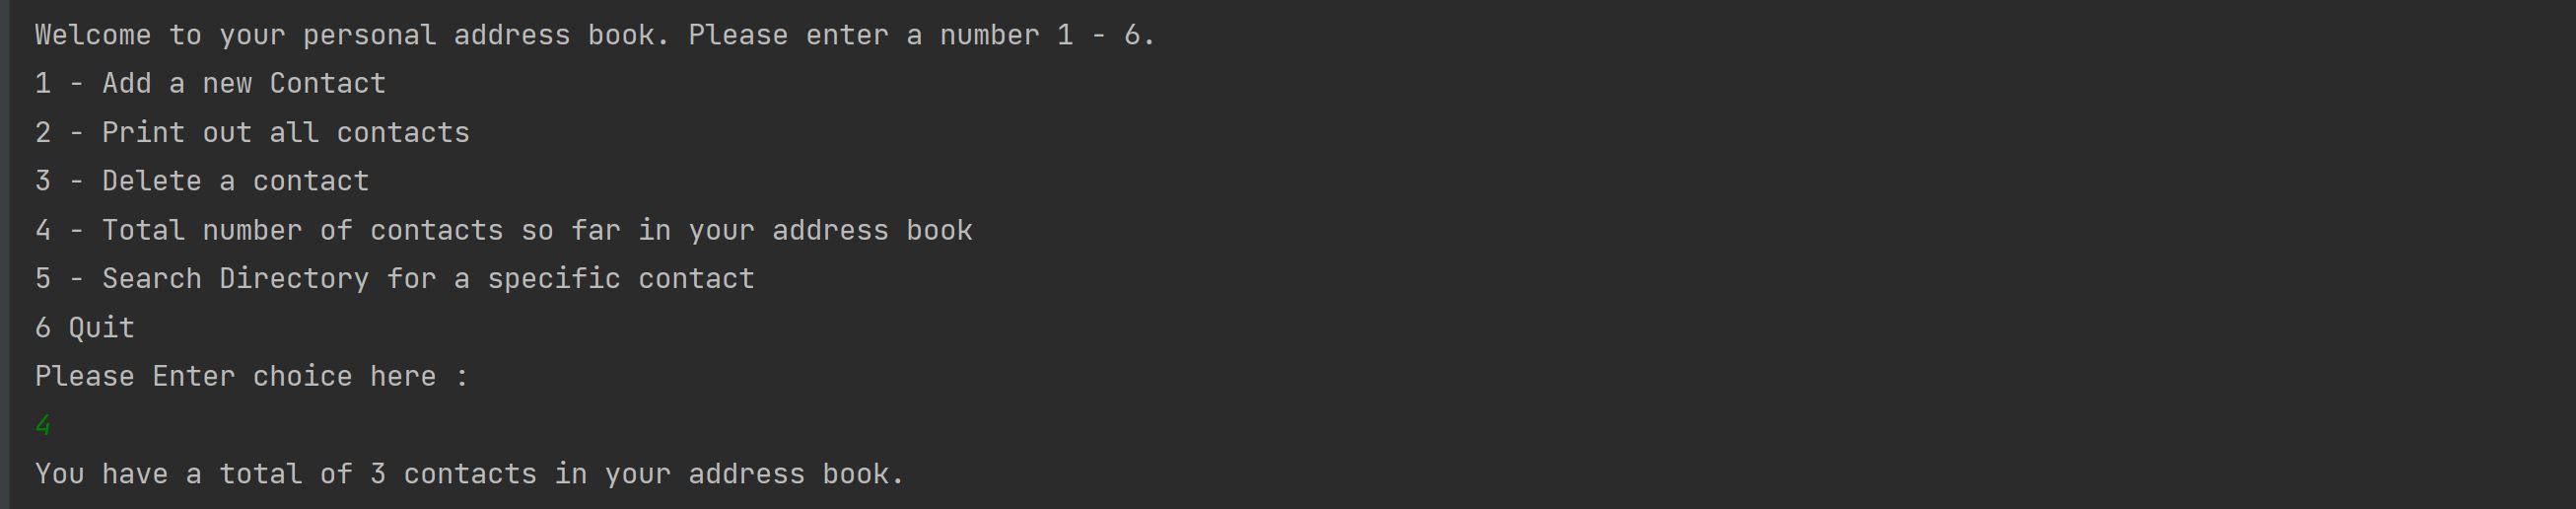 Welcome to your personal address book. Please enter a number 1 - 6.
1 - Add a new Contact
2 - Print out all contacts
3 - Delete a contact
4 - Total number of contacts so far in your address book
5 - Search Directory for a specific contact
6 Quit
Please Enter choice here :
4
You have a total of 3 contacts in your address book.